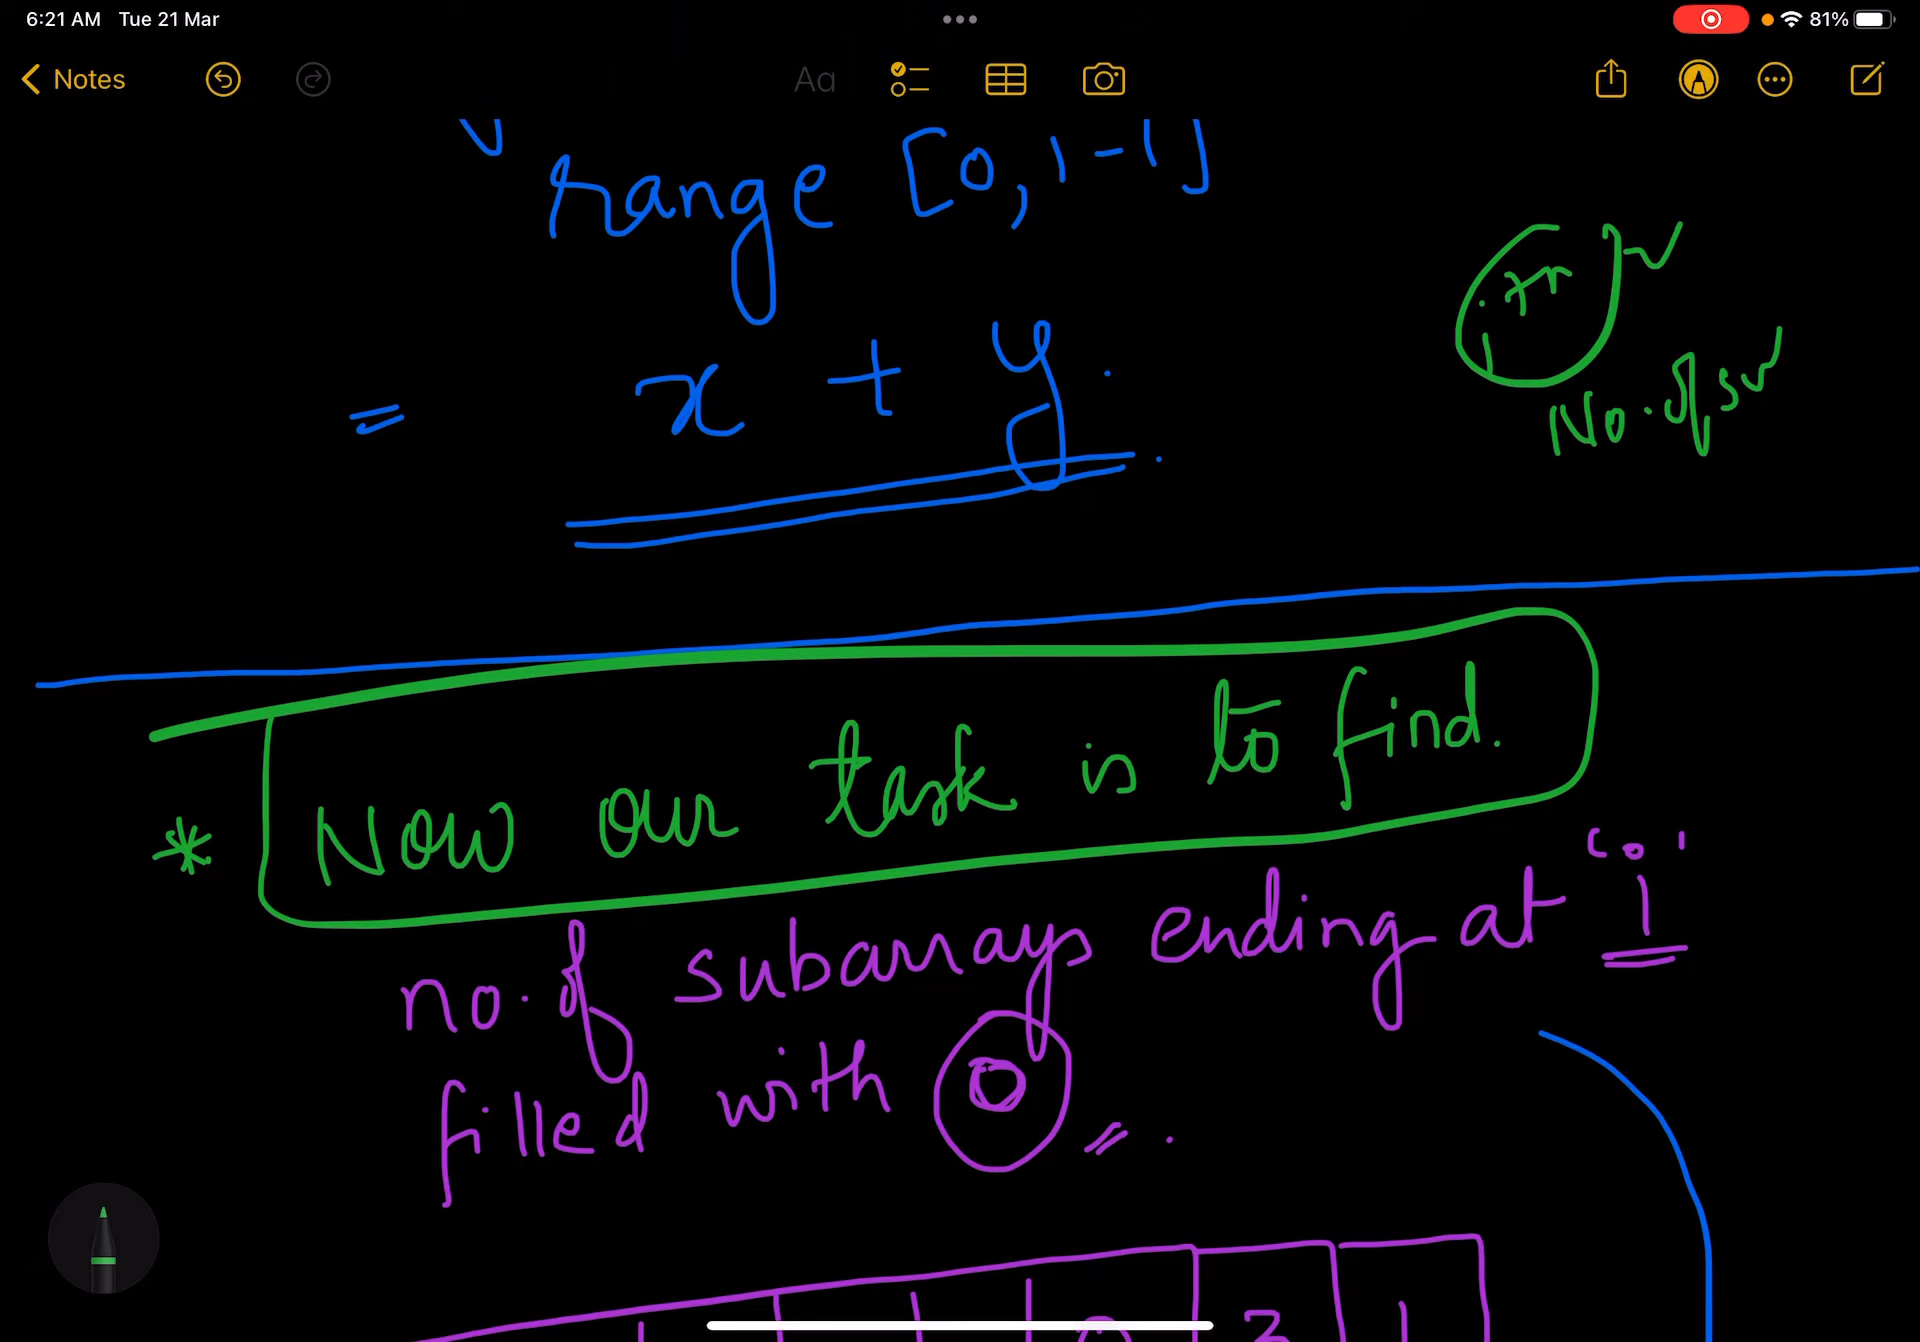 6:21 AM Tue 21 Mar
81%
Notes
Aa
range [0, i-1]
= x + y.
No. of
* Now our task is to find.
no. of subarrays ending at i
filled with 0